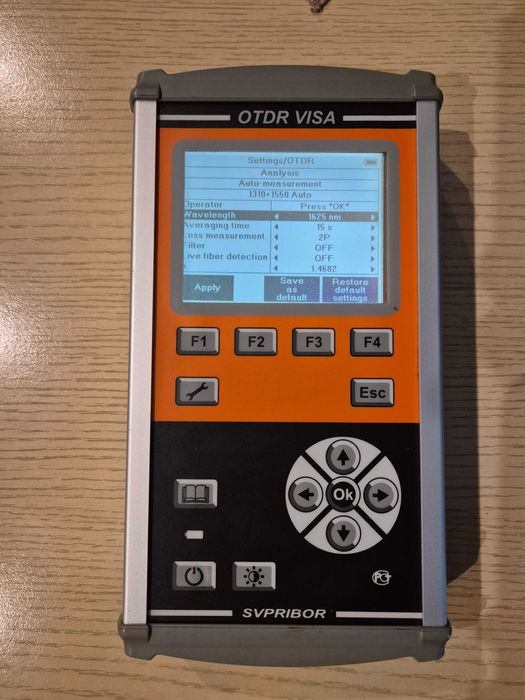 OTDR VISA
Settings/OTDR
Analysis
Auto-measurement
1310+1550 Auto
Operator Press "OK"
Wavelength 1625 nm
Averaging time 15 s
Loss measurement 2P
Filter OFF
Live fiber detection OFF
n 1.4682
Apply Save as default Restore default settings
F1 F2 F3 F4
Esc
Ok
SVPRIBOR